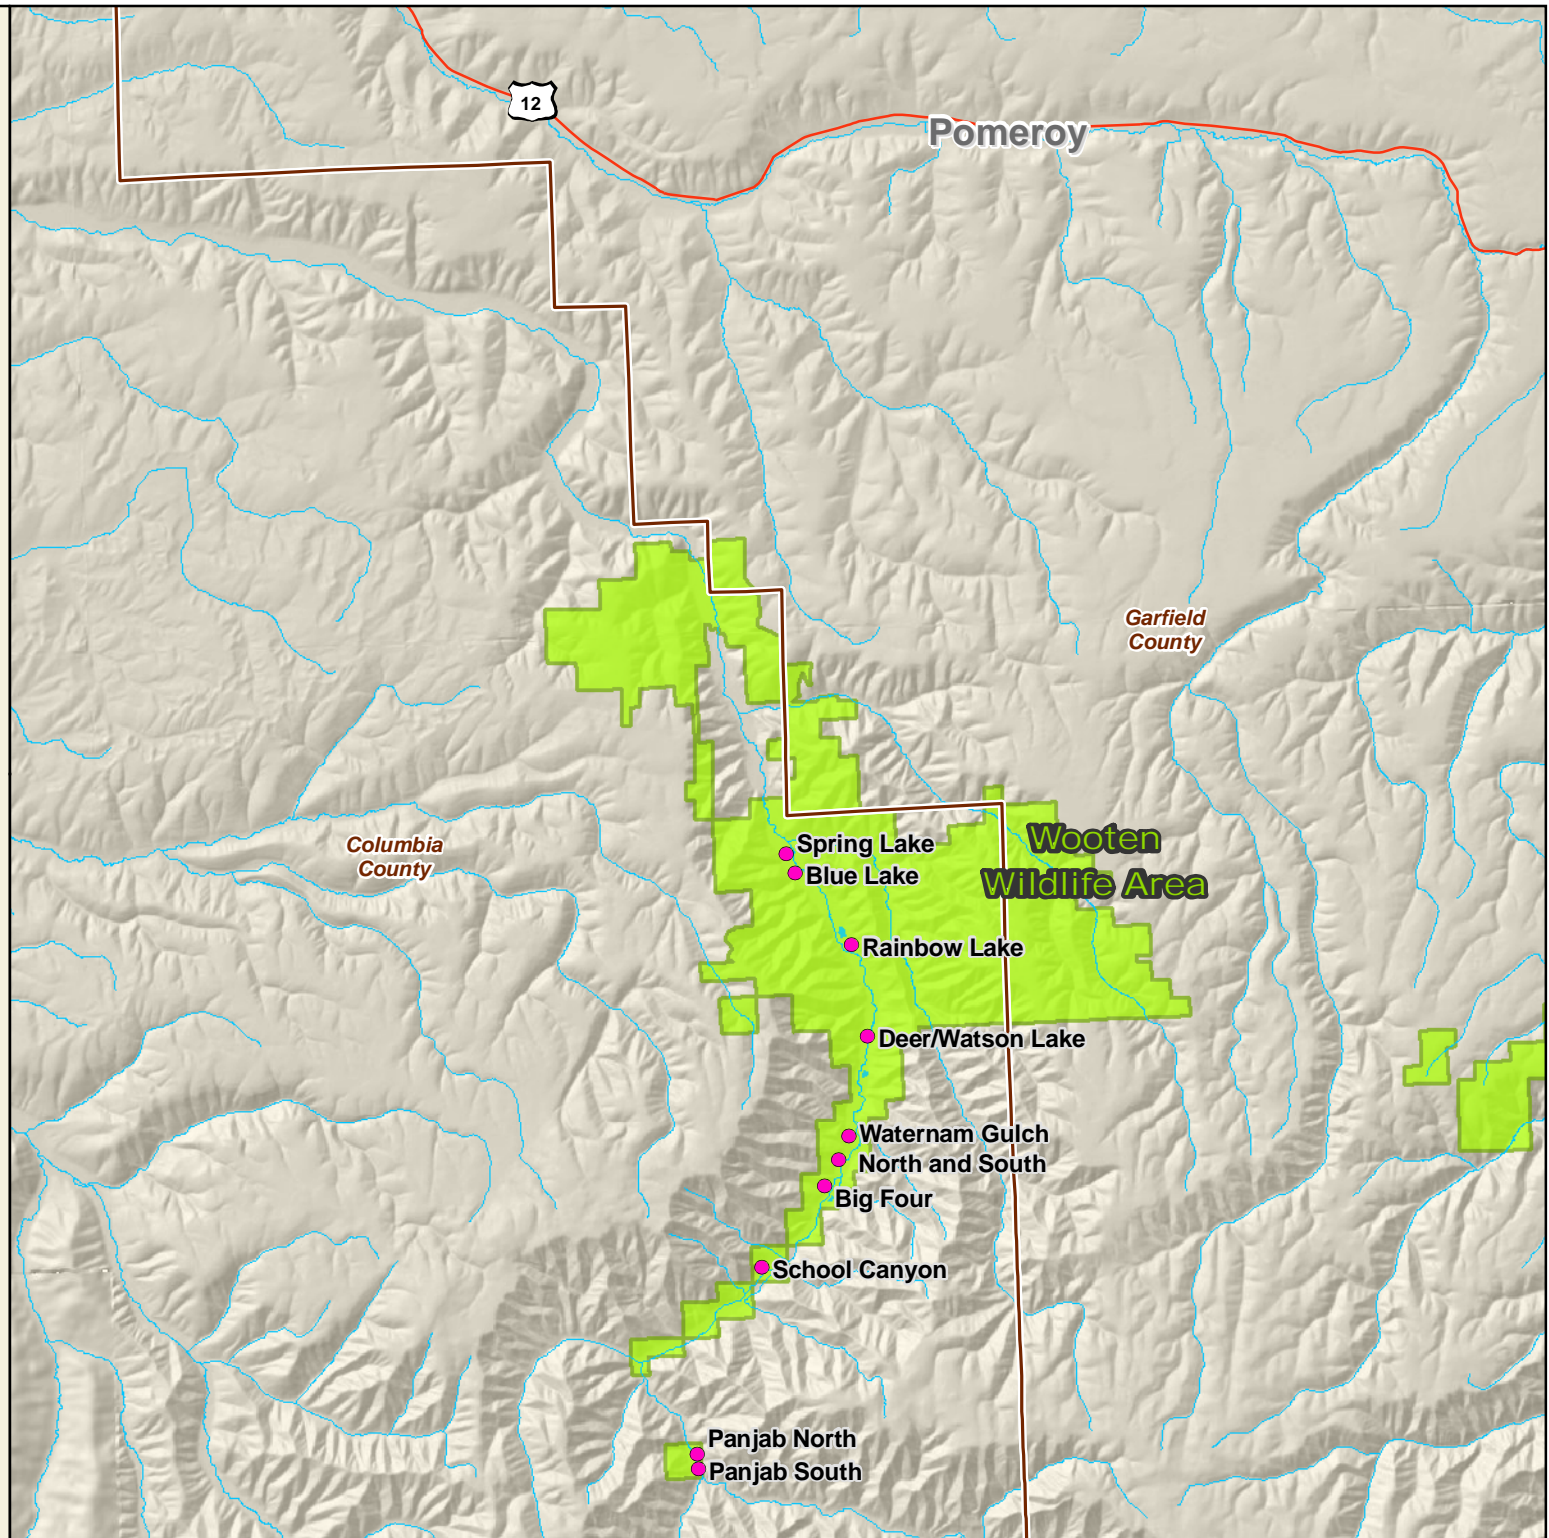 12
Pomeroy
Garfield
County
Columbia
County
Wooten
Wildlife Area
Spring Lake
Blue Lake
Rainbow Lake
Deer/Watson Lake
Waternam Gulch
North and South
Big Four
School Canyon
Panjab North
Panjab South